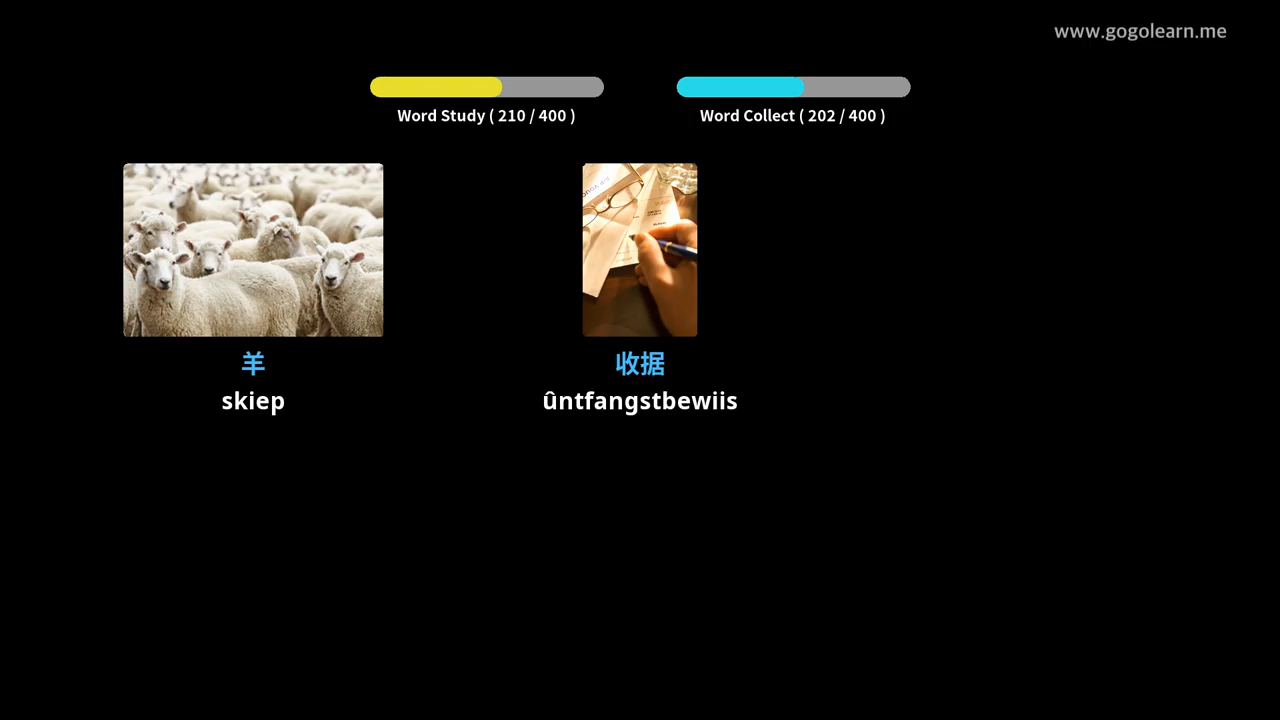 www.gogolearn.me
Word Study ( 210 / 400 )
Word Collect ( 202 / 400 )
羊
skiep
收据
ûntfangstbewiis